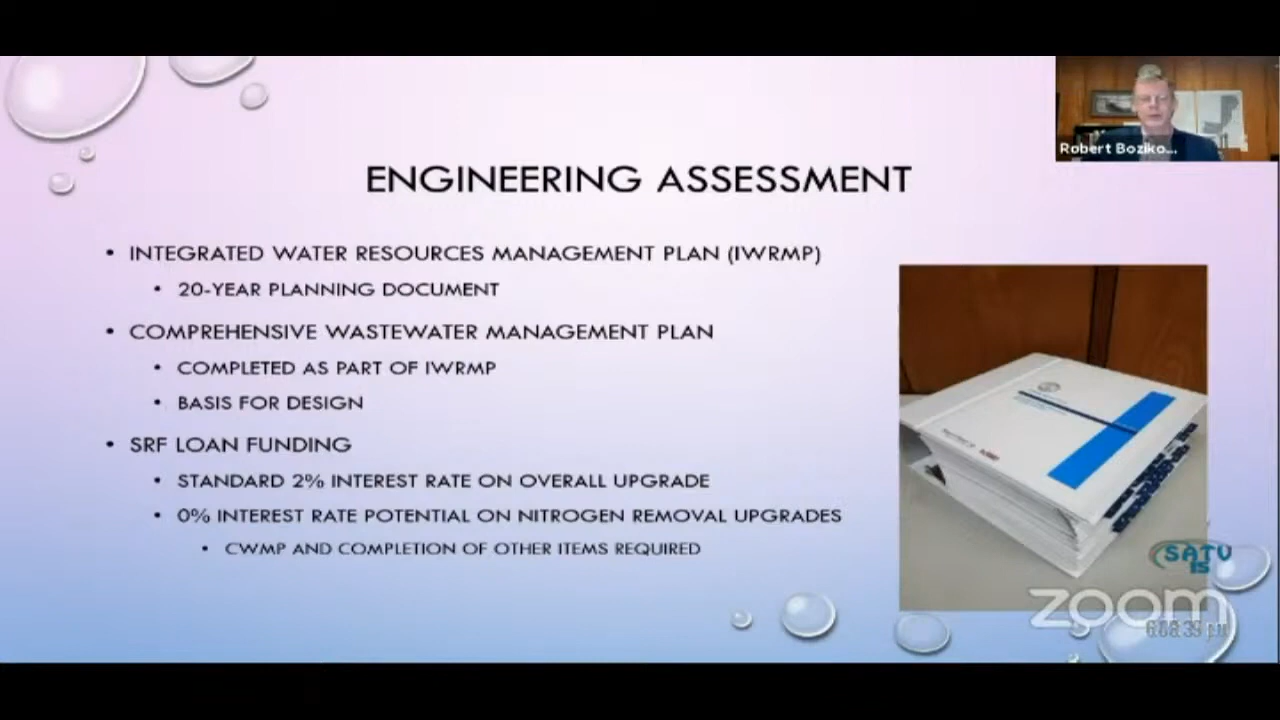 Robert Boziko...
ENGINEERING ASSESSMENT
• INTEGRATED WATER RESOURCES MANAGEMENT PLAN (IWRMP)
• 20-YEAR PLANNING DOCUMENT
• COMPREHENSIVE WASTEWATER MANAGEMENT PLAN
• COMPLETED AS PART OF IWRMP
• BASIS FOR DESIGN
• SRF LOAN FUNDING
• STANDARD 2% INTEREST RATE ON OVERALL UPGRADE
• 0% INTEREST RATE POTENTIAL ON NITROGEN REMOVAL UPGRADES
• CWMP AND COMPLETION OF OTHER ITEMS REQUIRED
SATV
15
zoom